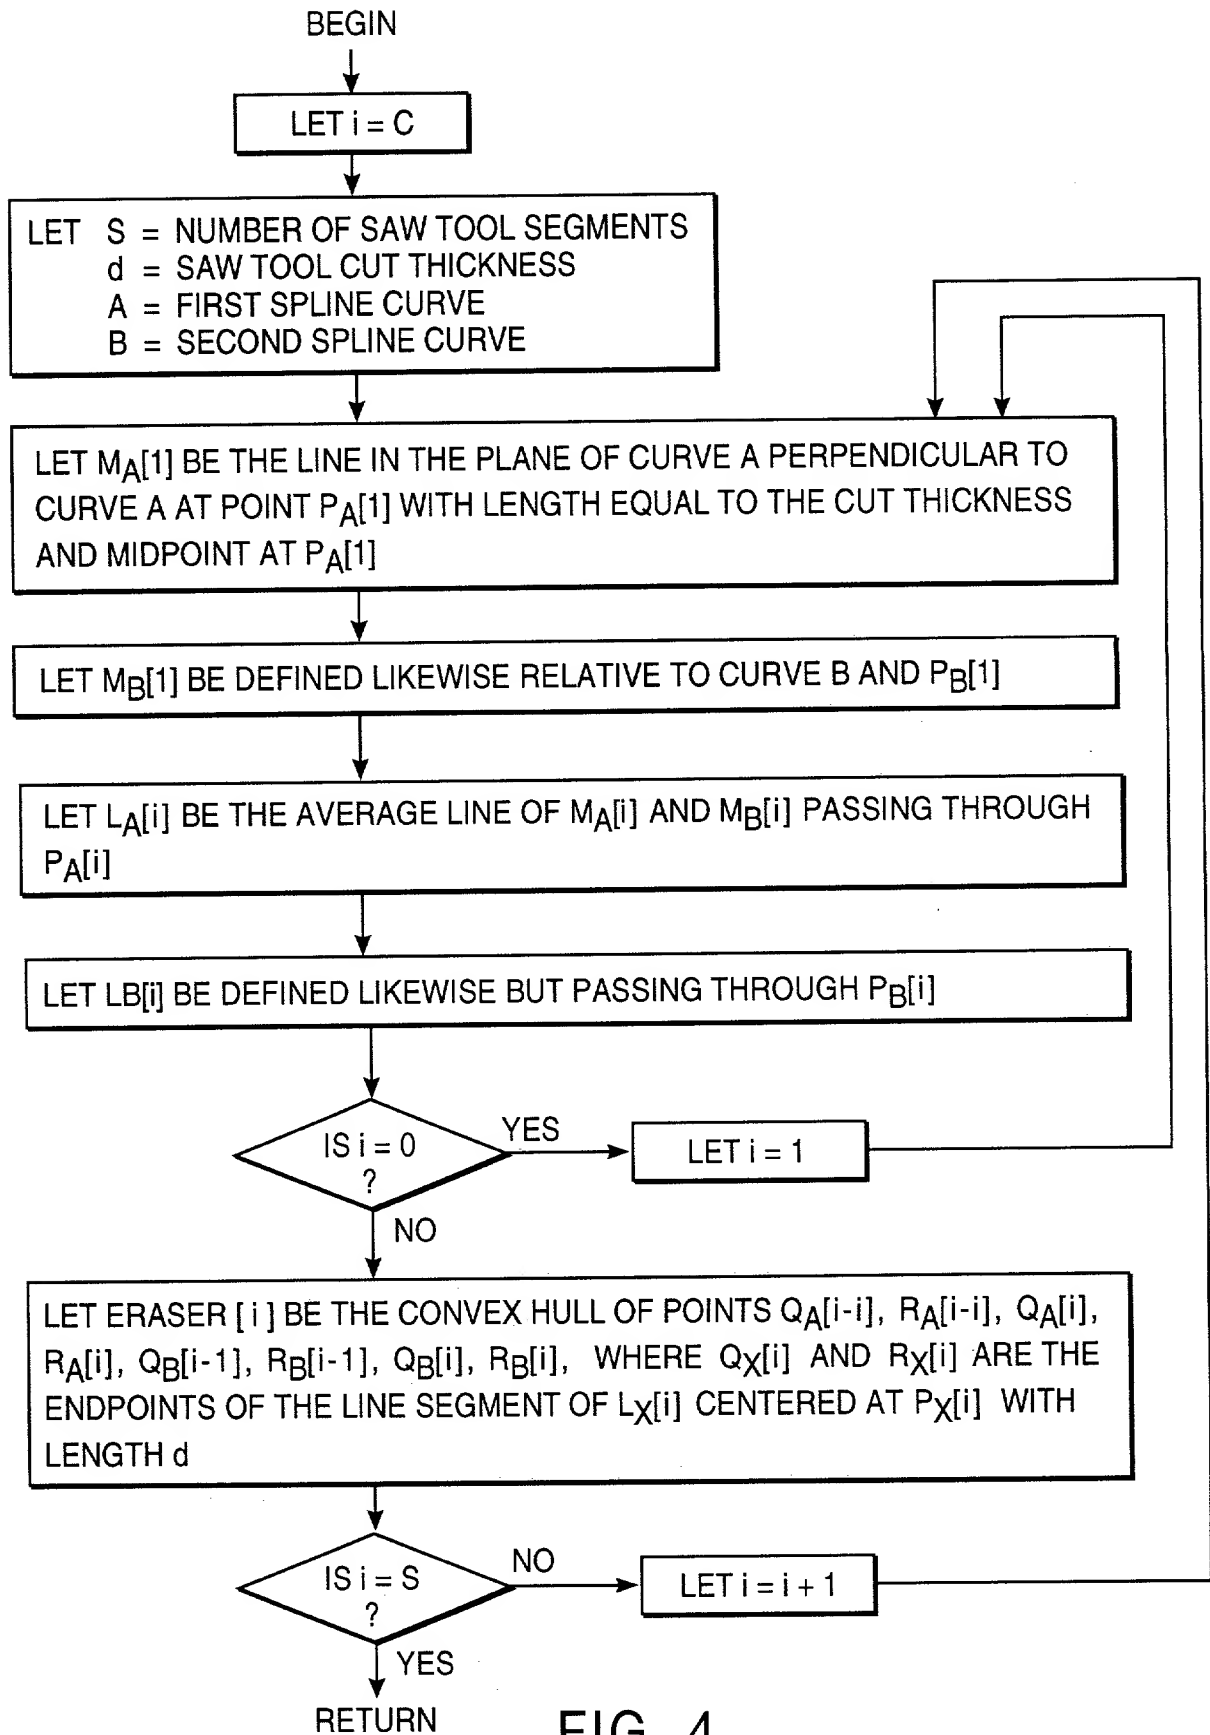 BEGIN
LET i = C
LET S = NUMBER OF SAW TOOL SEGMENTS
d = SAW TOOL CUT THICKNESS
A = FIRST SPLINE CURVE
B = SECOND SPLINE CURVE
LET MA[1] BE THE LINE IN THE PLANE OF CURVE A PERPENDICULAR TO
CURVE A AT POINT PA[1] WITH LENGTH EQUAL TO THE CUT THICKNESS
AND MIDPOINT AT PA[1]
LET MB[1] BE DEFINED LIKEWISE RELATIVE TO CURVE B AND PB[1]
LET LA[i] BE THE AVERAGE LINE OF MA[i] AND MB[i] PASSING THROUGH
PA[i]
LET LB[i] BE DEFINED LIKEWISE BUT PASSING THROUGH PB[i]
IS i = 0
?
YES
LET i = 1
NO
LET ERASER [i] BE THE CONVEX HULL OF POINTS QA[i-i], RA[i-i], QA[i],
RA[i], QB[i-1], RB[i-1], QB[i], RB[i], WHERE QX[i] AND RX[i] ARE THE
ENDPOINTS OF THE LINE SEGMENT OF LX[i] CENTERED AT PX[i] WITH
LENGTH d
IS i = S
?
NO
LET i = i + 1
YES
RETURN
FIG. 4